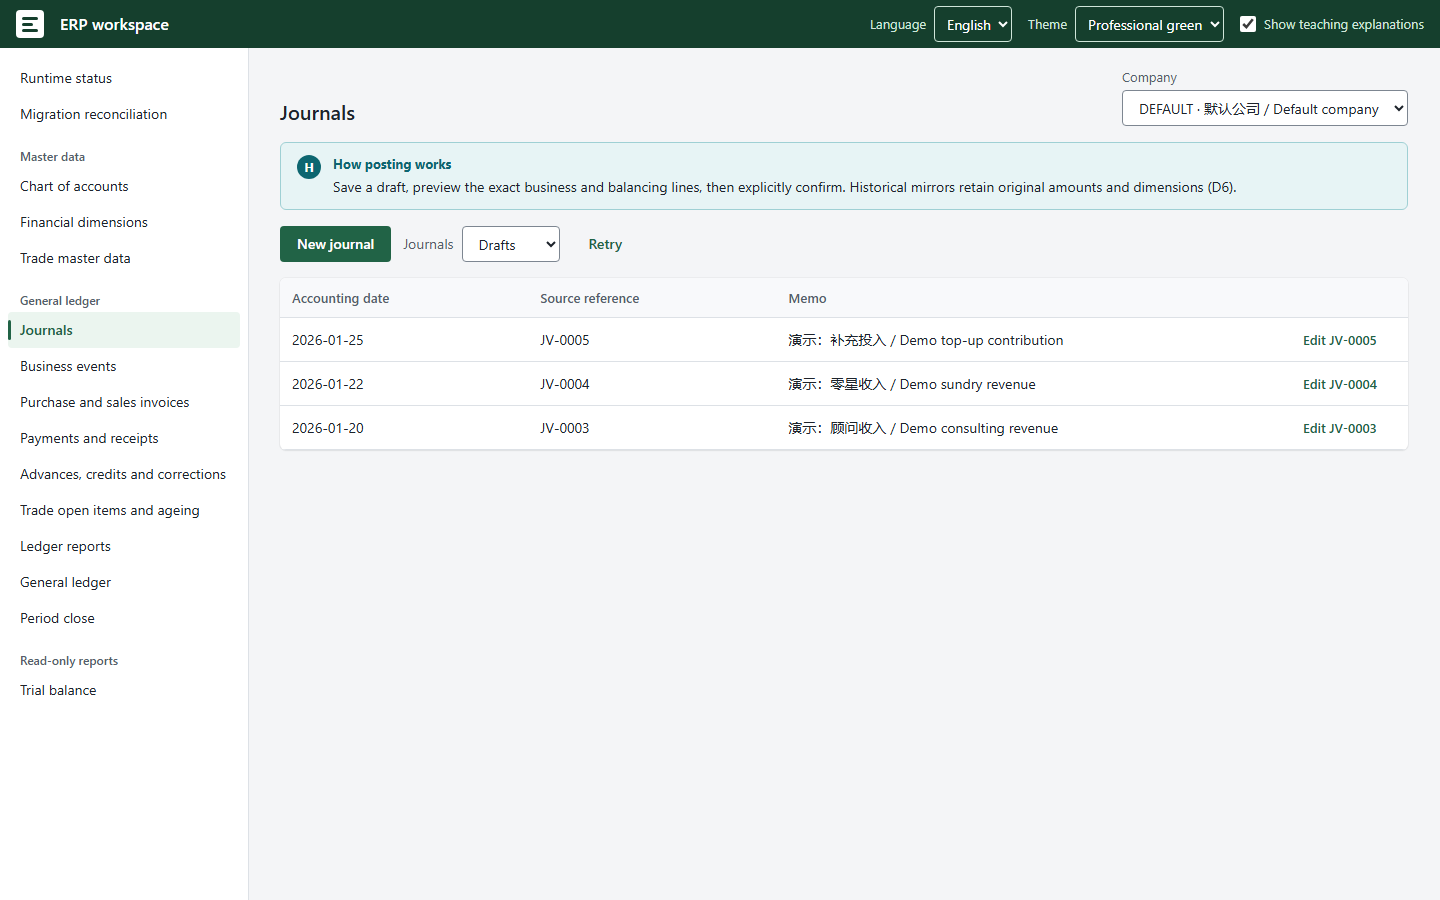 ERP workspace
Language English Theme Professional green Show teaching explanations
Runtime status
Migration reconciliation
Master data
Chart of accounts
Financial dimensions
Trade master data
General ledger
Journals
Business events
Purchase and sales invoices
Payments and receipts
Advances, credits and corrections
Trade open items and ageing
Ledger reports
General ledger
Period close
Read-only reports
Trial balance
Company
Journals
DEFAULT · 默认公司 / Default company
H How posting works
Save a draft, preview the exact business and balancing lines, then explicitly confirm. Historical mirrors retain original amounts and dimensions (D6).
New journal Journals Drafts Retry
Accounting date Source reference Memo
2026-01-25 JV-0005 演示：补充投入 / Demo top-up contribution Edit JV-0005
2026-01-22 JV-0004 演示：零星收入 / Demo sundry revenue Edit JV-0004
2026-01-20 JV-0003 演示：顾问收入 / Demo consulting revenue Edit JV-0003